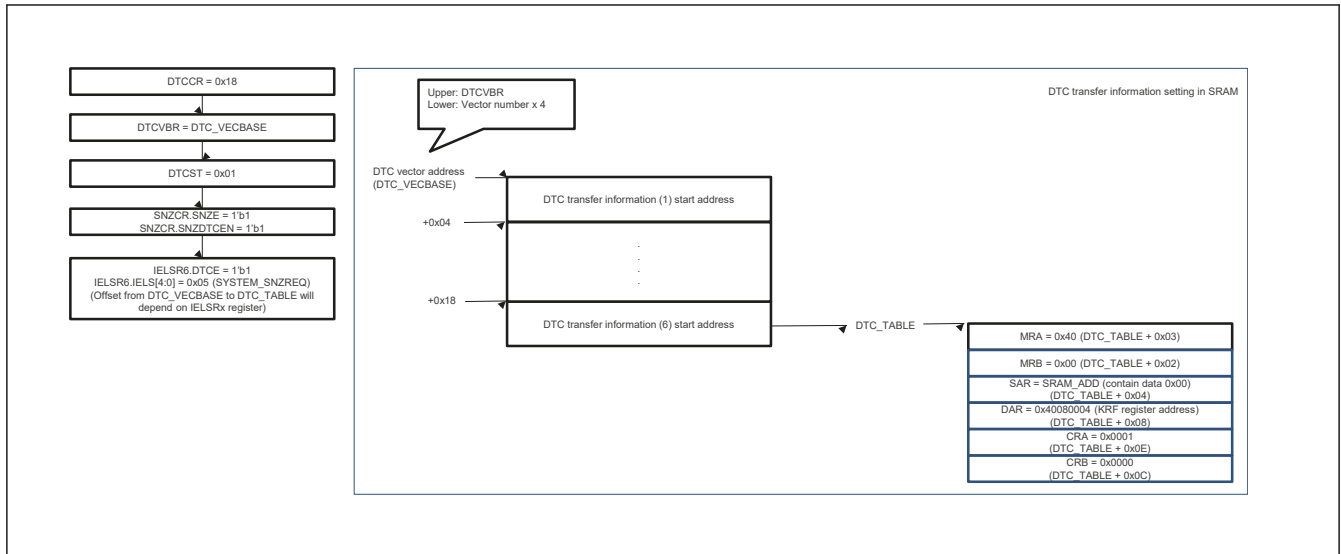 DTCCR = 0x18
DTCVBR = DTC_VECBASE
DTCST = 0x01
SNZCR.SNZE = 1'b1
SNZCR.SNZDTCEN = 1'b1
IELSR6.DTCE = 1'b1
IELSR6.IELS[4:0] = 0x05 (SYSTEM_SNZREQ)
(Offset from DTC_VECBASE to DTC_TABLE will
depend on IELSRx register)
DTC transfer information setting in SRAM
Upper: DTCVBR
Lower: Vector number x 4
DTC vector address
(DTC_VECBASE)
DTC transfer information (1) start address
+0x04
.
.
.
.
+0x18
DTC transfer information (6) start address
DTC_TABLE
MRA = 0x40 (DTC_TABLE + 0x03)
MRB = 0x00 (DTC_TABLE + 0x02)
SAR = SRAM_ADD (contain data 0x00)
(DTC_TABLE + 0x04)
DAR = 0x40080004 (KRF register address)
(DTC_TABLE + 0x08)
CRA = 0x0001
(DTC_TABLE + 0x0E)
CRB = 0x0000
(DTC_TABLE + 0x0C)